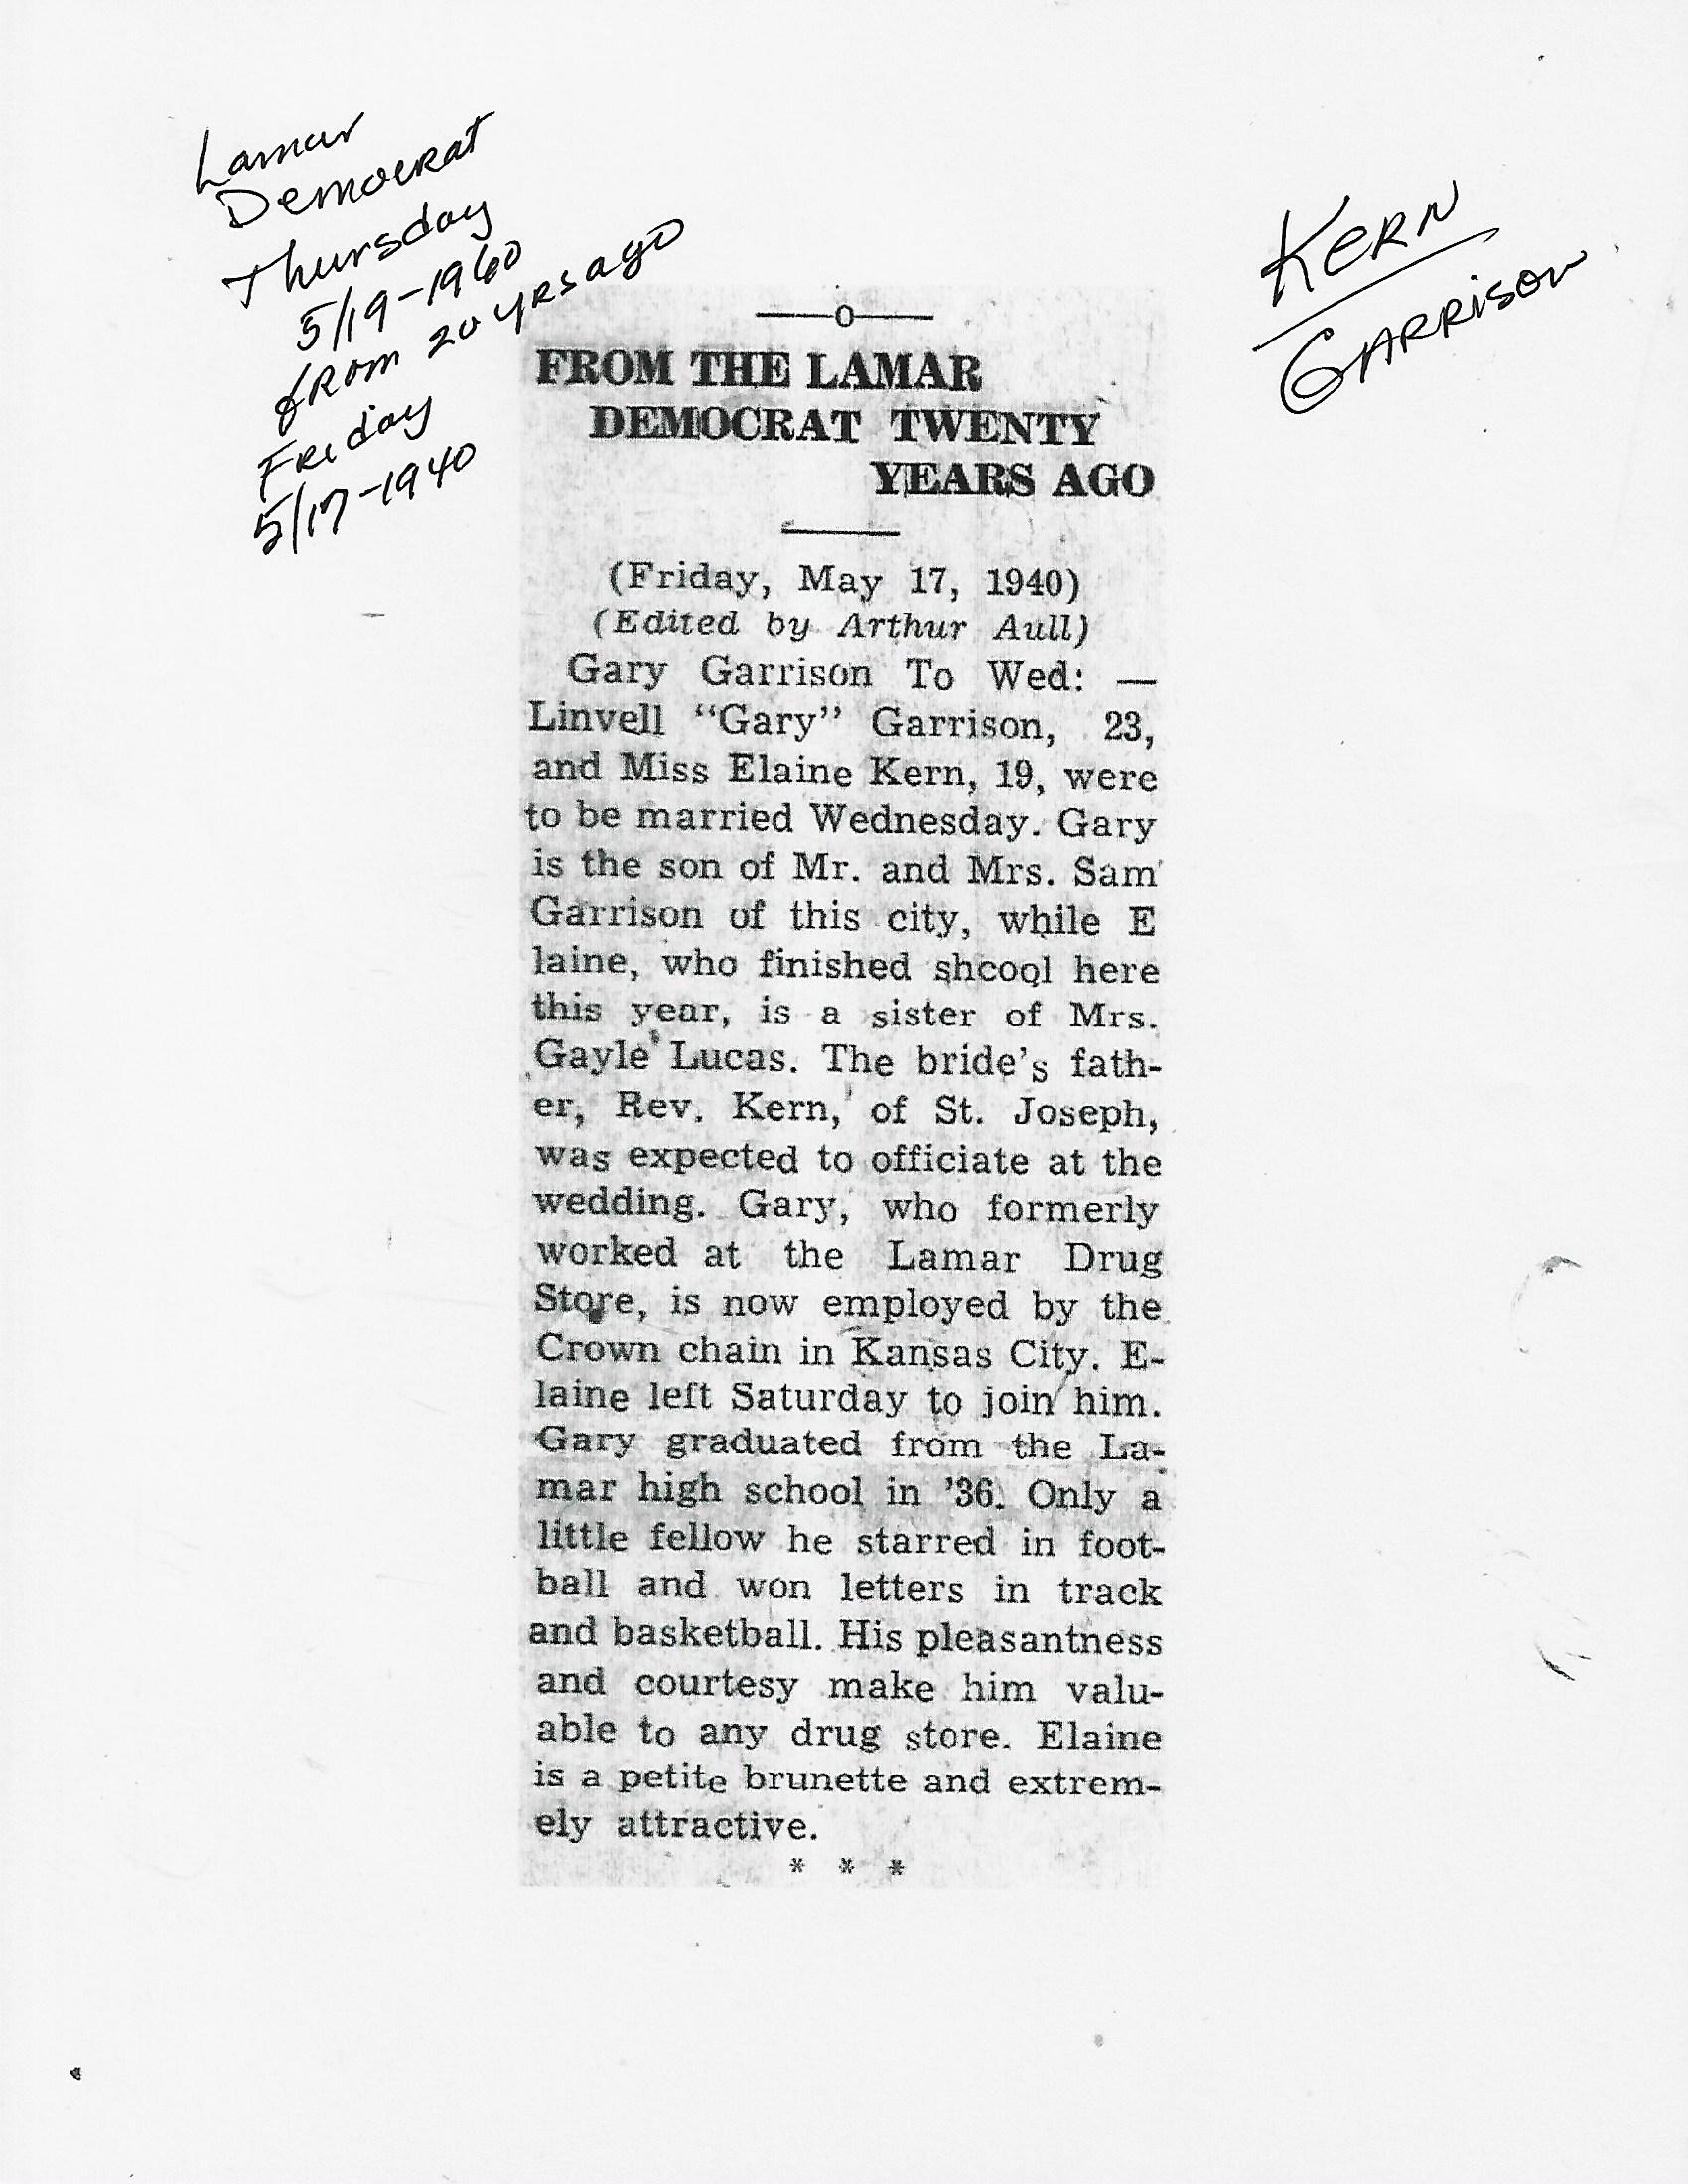 Lamar
Democrat
Thursday
5/19-1960
from 20 yrs ago
Friday
5/17-1940
KERN
GARRISON
——o——
FROM THE LAMAR
DEMOCRAT TWENTY
YEARS AGO
(Friday, May 17, 1940)
(Edited by Arthur Aull)
Gary Garrison To Wed: —
Linvell “Gary” Garrison, 23,
and Miss Elaine Kern, 19, were
to be married Wednesday. Gary
is the son of Mr. and Mrs. Sam
Garrison of this city, while E
laine, who finished shcool here
this year, is a sister of Mrs.
Gayle Lucas. The bride’s fath-
er, Rev. Kern, of St. Joseph,
was expected to officiate at the
wedding. Gary, who formerly
worked at the Lamar Drug
Store, is now employed by the
Crown chain in Kansas City. E-
laine left Saturday to join him.
Gary graduated from the La-
mar high school in ’36. Only a
little fellow he starred in foot-
ball and won letters in track
and basketball. His pleasantness
and courtesy make him valu-
able to any drug store. Elaine
is a petite brunette and extrem-
ely attractive.
* * *